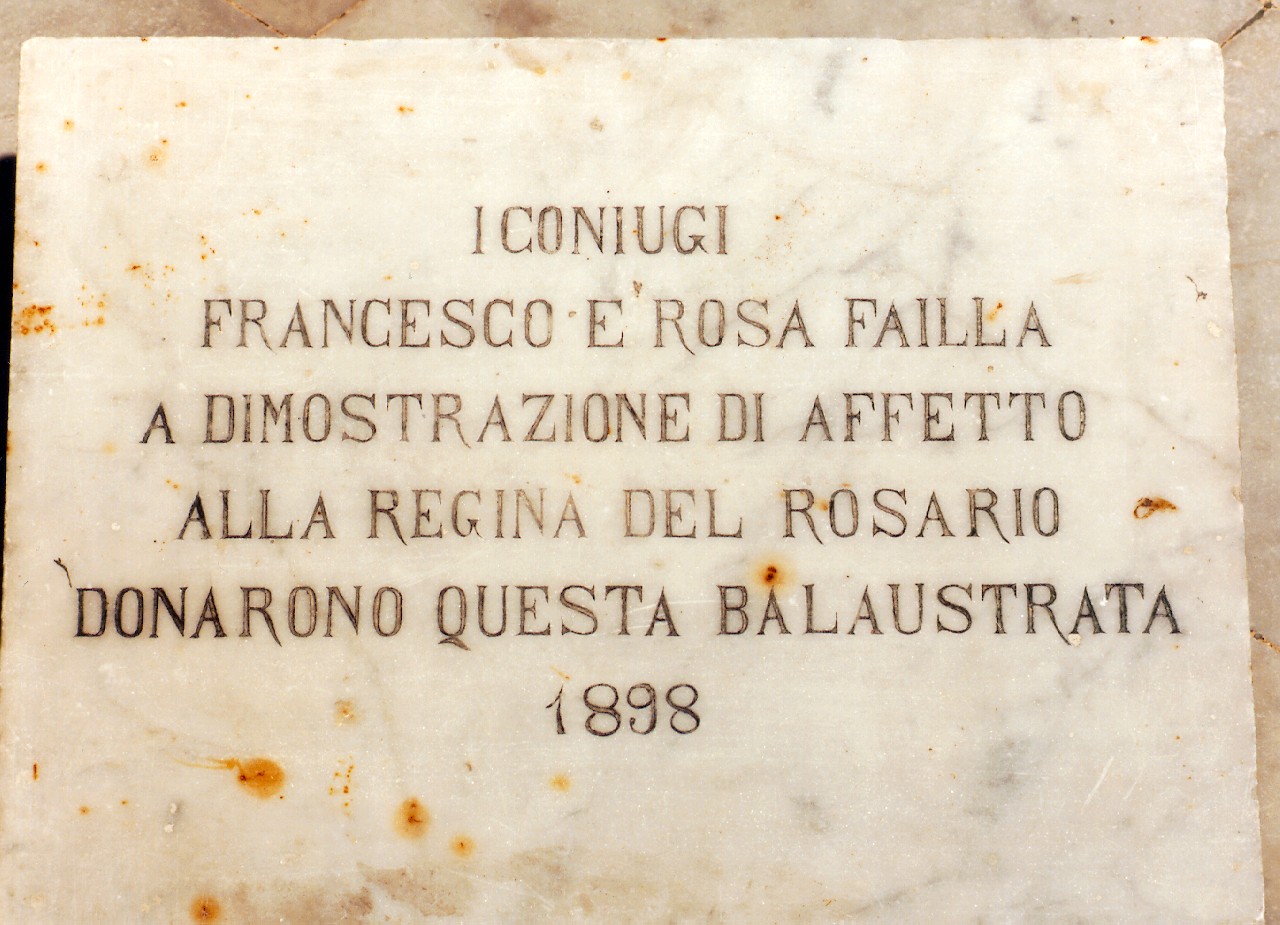 I CONIUGI
FRANCESCO E ROSA FAILLA
A DIMOSTRAZIONE DI AFFETTO
ALLA REGINA DEL ROSARIO
DONARONO QUESTA BALAUSTRATA
1898